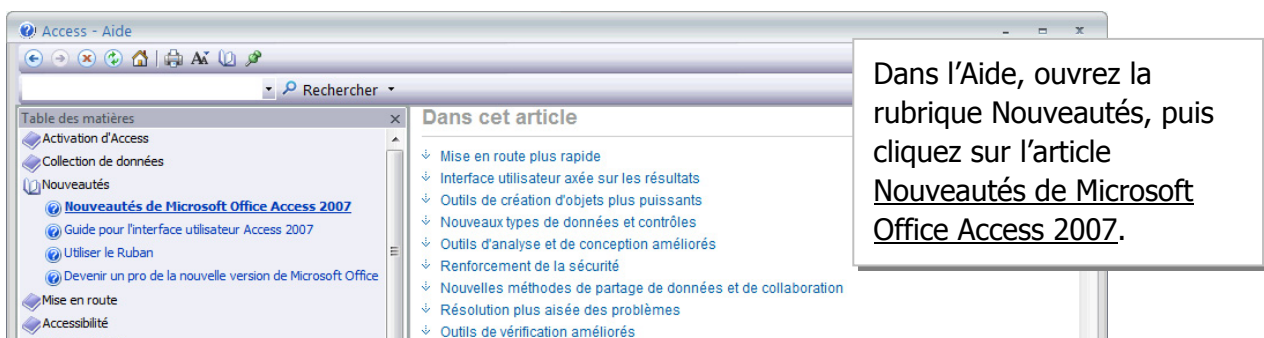 Access - Aide
Rechercher
Table des matières
Activation d'Access
Collection de données
Nouveautés
Nouveautés de Microsoft Office Access 2007
Guide pour l'interface utilisateur Access 2007
Utiliser le Ruban
Devenir un pro de la nouvelle version de Microsoft Office
Mise en route
Accessibilité
Dans cet article
Mise en route plus rapide
Interface utilisateur axée sur les résultats
Outils de création d'objets plus puissants
Nouveaux types de données et contrôles
Outils d'analyse et de conception améliorés
Renforcement de la sécurité
Nouvelles méthodes de partage de données et de collaboration
Résolution plus aisée des problèmes
Outils de vérification améliorés
Dans l'Aide, ouvrez la
rubrique Nouveautés, puis
cliquez sur l'article
Nouveautés de Microsoft
Office Access 2007.